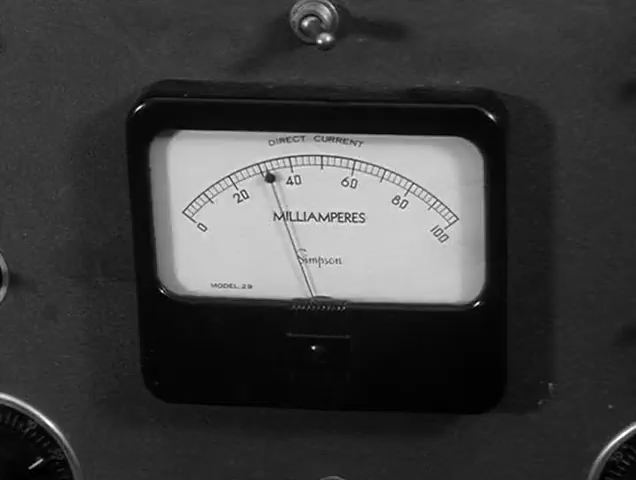 DIRECT CURRENT
0 20 40 60 80 100
MILLIAMPERES
Simpson
MODEL 29